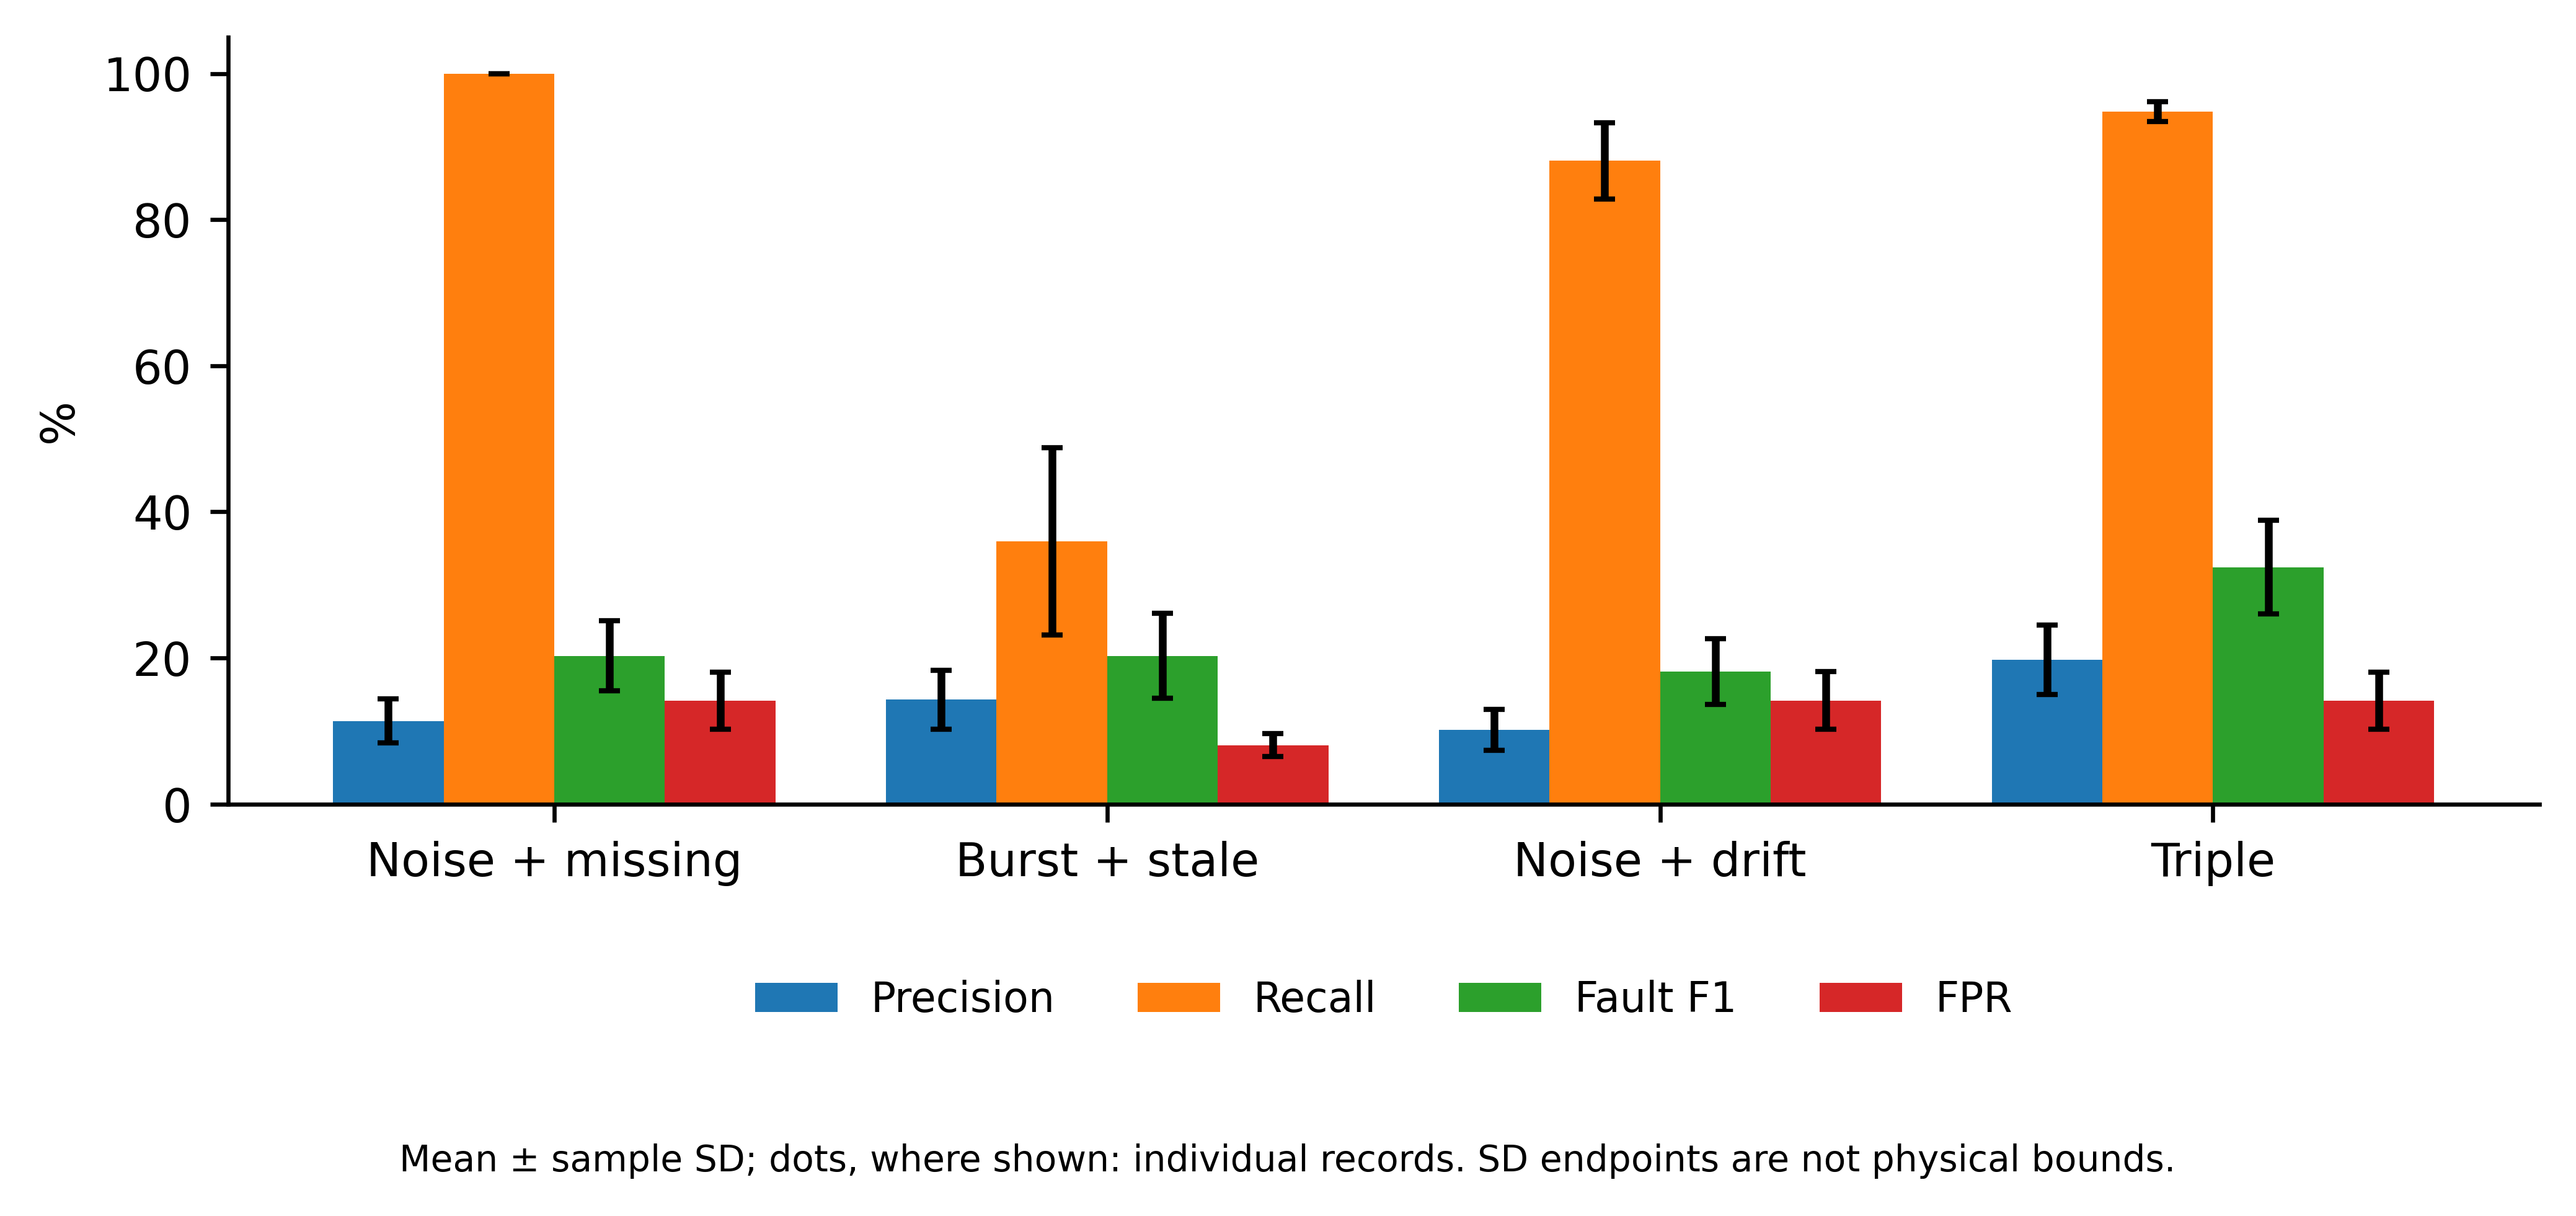 100
80
60
40
20
0
%
Noise + missing
Burst + stale
Noise + drift
Triple
Precision
Recall
Fault F1
FPR
Mean ± sample SD; dots, where shown: individual records. SD endpoints are not physical bounds.